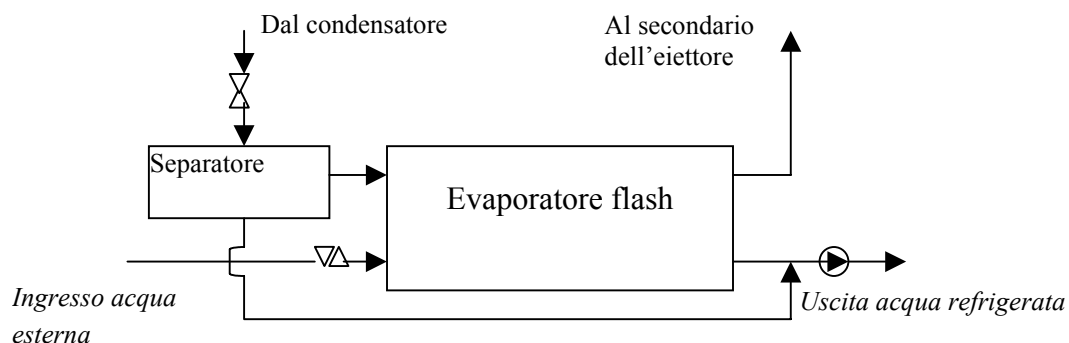 Dal condensatore
Al secondario
dell’eiettore
Separatore
Evaporatore flash
Ingresso acqua
esterna
Uscita acqua refrigerata